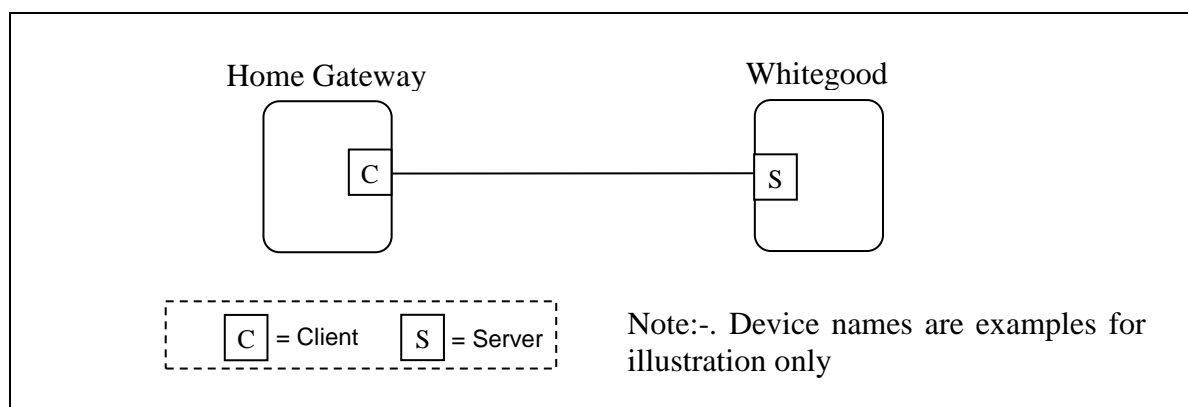 Home Gateway
Whitegood
C
S
C = Client
S = Server
Note:-. Device names are examples for
illustration only